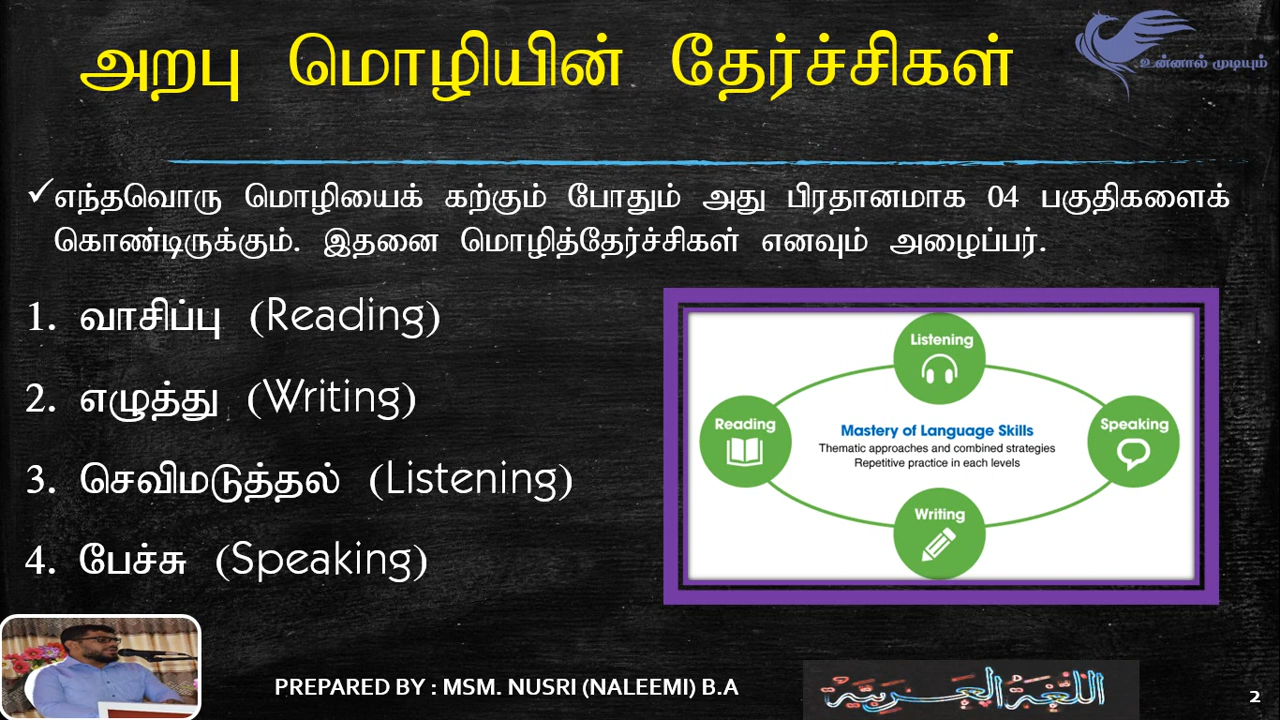 அறபு மொழியின் தேர்ச்சிகள்
உன்னால் முடியும்
✓எந்தவொரு மொழியைக் கற்கும் போதும் அது பிரதானமாக 04 பகுதிகளைக்
கொண்டிருக்கும். இதனை மொழித்தேர்ச்சிகள் எனவும் அழைப்பர்.
1. வாசிப்பு (Reading)
2. எழுத்து (Writing)
3. செவிமடுத்தல் (Listening)
4. பேச்சு (Speaking)
Listening
Reading
Speaking
Mastery of Language Skills
Thematic approaches and combined strategies
Repetitive practice in each levels
Writing
PREPARED BY : MSM. NUSRI (NALEEMI) B.A
اللُّغَةُ الْعَرَبِيَّةُ
2